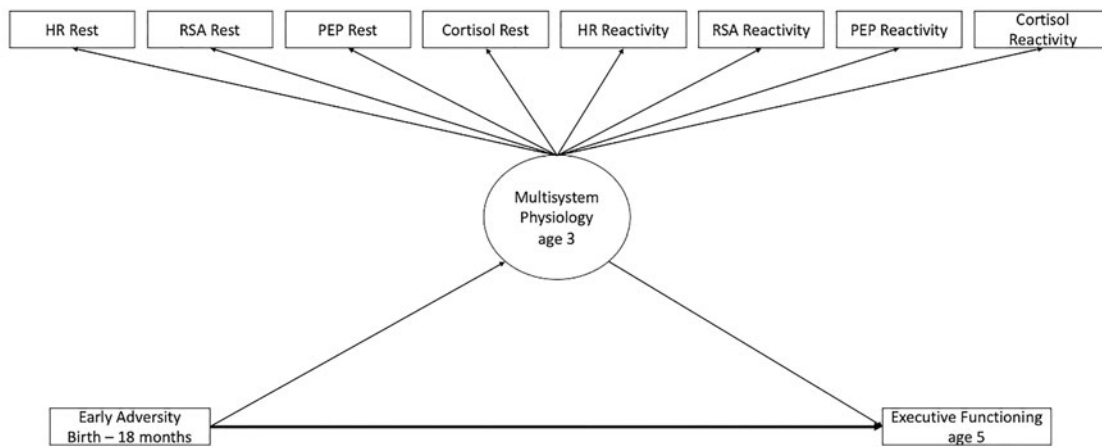 HR Rest
RSA Rest
PEP Rest
Cortisol Rest
HR Reactivity
RSA Reactivity
PEP Reactivity
Cortisol
Reactivity
Multisystem
Physiology
age 3
Early Adversity
Birth – 18 months
Executive Functioning
age 5